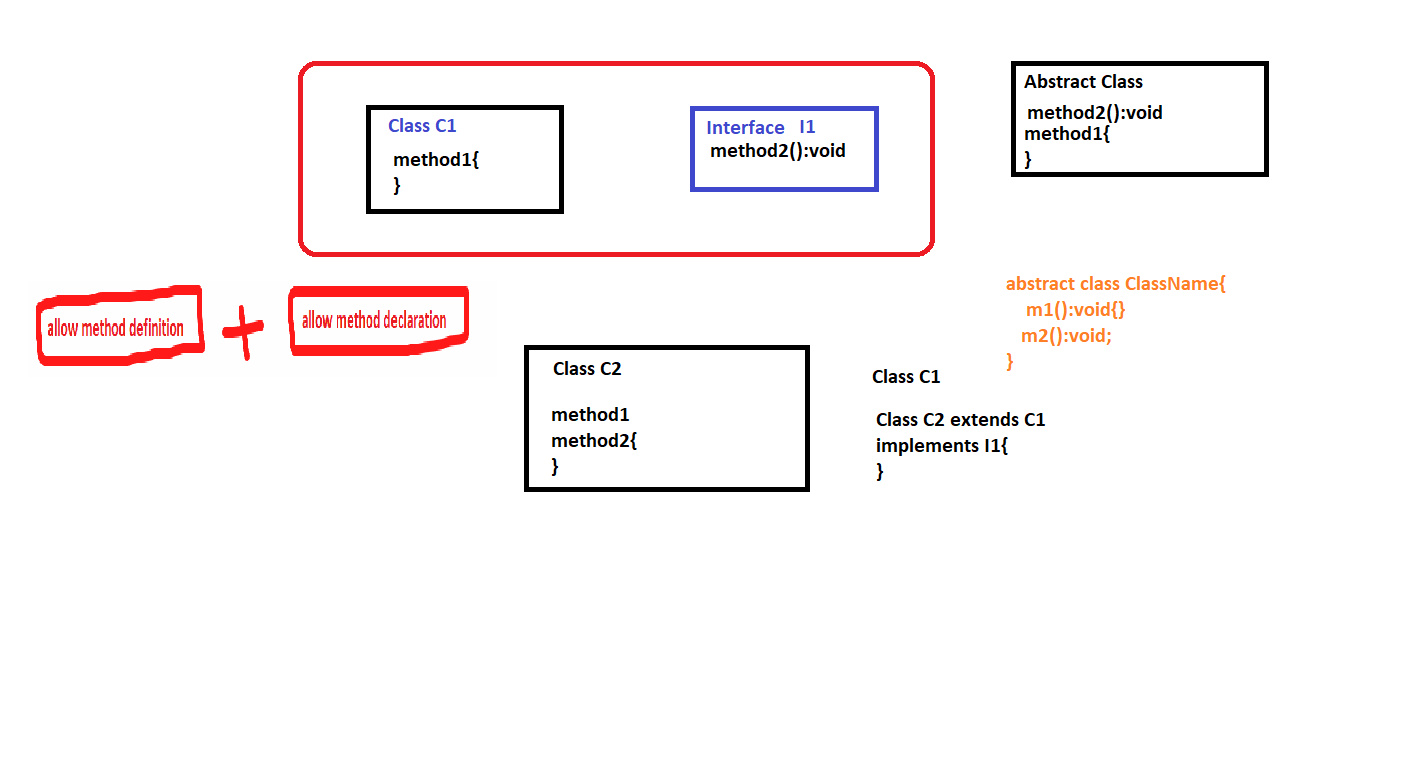 Class C1
method1{
}
Interface I1
method2():void
Abstract Class
method2():void
method1{
}
allow method definition
+
allow method declaration
abstract class ClassName{
m1():void{}
m2():void;
}
Class C2
method1
method2{
}
Class C1
Class C2 extends C1
implements I1{
}